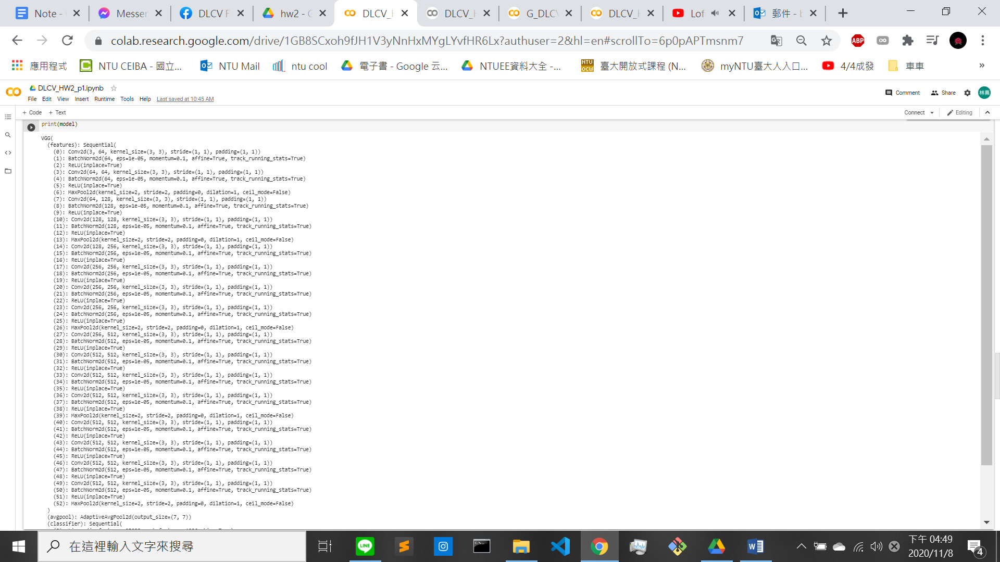 Note -
Messer
DLCV F
hw2 - G
DLCV_H
DLCV_H
G_DLCV
DLCV_H
Lof
郵件 - b
colab.research.google.com/drive/1GB8SCxoh9fJH1V3yNnHxMYgLYvfHR6Lx?authuser=2&hl=en#scrollTo=6p0pAPTmsnm7
ABP
應用程式
NTU CEIBA - 國立...
NTU Mail
ntu cool
電子書 - Google 云...
NTUEE資料大全 -...
NTU OCW
臺大開放式課程 (N...
myNTU臺大人入口...
4/4成發
車車
»
DLCV_HW2_p1.ipynb
File Edit View Insert Runtime Tools Help Last saved at 10:45 AM
Comment
Share
+ Code + Text
Connect
Editing
print(model)
VGG(
(features): Sequential(
(0): Conv2d(3, 64, kernel_size=(3, 3), stride=(1, 1), padding=(1, 1))
(1): BatchNorm2d(64, eps=1e-05, momentum=0.1, affine=True, track_running_stats=True)
(2): ReLU(inplace=True)
(3): Conv2d(64, 64, kernel_size=(3, 3), stride=(1, 1), padding=(1, 1))
(4): BatchNorm2d(64, eps=1e-05, momentum=0.1, affine=True, track_running_stats=True)
(5): ReLU(inplace=True)
(6): MaxPool2d(kernel_size=2, stride=2, padding=0, dilation=1, ceil_mode=False)
(7): Conv2d(64, 128, kernel_size=(3, 3), stride=(1, 1), padding=(1, 1))
(8): BatchNorm2d(128, eps=1e-05, momentum=0.1, affine=True, track_running_stats=True)
(9): ReLU(inplace=True)
(10): Conv2d(128, 128, kernel_size=(3, 3), stride=(1, 1), padding=(1, 1))
(11): BatchNorm2d(128, eps=1e-05, momentum=0.1, affine=True, track_running_stats=True)
(12): ReLU(inplace=True)
(13): MaxPool2d(kernel_size=2, stride=2, padding=0, dilation=1, ceil_mode=False)
(14): Conv2d(128, 256, kernel_size=(3, 3), stride=(1, 1), padding=(1, 1))
(15): BatchNorm2d(256, eps=1e-05, momentum=0.1, affine=True, track_running_stats=True)
(16): ReLU(inplace=True)
(17): Conv2d(256, 256, kernel_size=(3, 3), stride=(1, 1), padding=(1, 1))
(18): BatchNorm2d(256, eps=1e-05, momentum=0.1, affine=True, track_running_stats=True)
(19): ReLU(inplace=True)
(20): Conv2d(256, 256, kernel_size=(3, 3), stride=(1, 1), padding=(1, 1))
(21): BatchNorm2d(256, eps=1e-05, momentum=0.1, affine=True, track_running_stats=True)
(22): ReLU(inplace=True)
(23): Conv2d(256, 256, kernel_size=(3, 3), stride=(1, 1), padding=(1, 1))
(24): BatchNorm2d(256, eps=1e-05, momentum=0.1, affine=True, track_running_stats=True)
(25): ReLU(inplace=True)
(26): MaxPool2d(kernel_size=2, stride=2, padding=0, dilation=1, ceil_mode=False)
(27): Conv2d(256, 512, kernel_size=(3, 3), stride=(1, 1), padding=(1, 1))
(28): BatchNorm2d(512, eps=1e-05, momentum=0.1, affine=True, track_running_stats=True)
(29): ReLU(inplace=True)
(30): Conv2d(512, 512, kernel_size=(3, 3), stride=(1, 1), padding=(1, 1))
(31): BatchNorm2d(512, eps=1e-05, momentum=0.1, affine=True, track_running_stats=True)
(32): ReLU(inplace=True)
(33): Conv2d(512, 512, kernel_size=(3, 3), stride=(1, 1), padding=(1, 1))
(34): BatchNorm2d(512, eps=1e-05, momentum=0.1, affine=True, track_running_stats=True)
(35): ReLU(inplace=True)
(36): Conv2d(512, 512, kernel_size=(3, 3), stride=(1, 1), padding=(1, 1))
(37): BatchNorm2d(512, eps=1e-05, momentum=0.1, affine=True, track_running_stats=True)
(38): ReLU(inplace=True)
(39): MaxPool2d(kernel_size=2, stride=2, padding=0, dilation=1, ceil_mode=False)
(40): Conv2d(512, 512, kernel_size=(3, 3), stride=(1, 1), padding=(1, 1))
(41): BatchNorm2d(512, eps=1e-05, momentum=0.1, affine=True, track_running_stats=True)
(42): ReLU(inplace=True)
(43): Conv2d(512, 512, kernel_size=(3, 3), stride=(1, 1), padding=(1, 1))
(44): BatchNorm2d(512, eps=1e-05, momentum=0.1, affine=True, track_running_stats=True)
(45): ReLU(inplace=True)
(46): Conv2d(512, 512, kernel_size=(3, 3), stride=(1, 1), padding=(1, 1))
(47): BatchNorm2d(512, eps=1e-05, momentum=0.1, affine=True, track_running_stats=True)
(48): ReLU(inplace=True)
(49): Conv2d(512, 512, kernel_size=(3, 3), stride=(1, 1), padding=(1, 1))
(50): BatchNorm2d(512, eps=1e-05, momentum=0.1, affine=True, track_running_stats=True)
(51): ReLU(inplace=True)
(52): MaxPool2d(kernel_size=2, stride=2, padding=0, dilation=1, ceil_mode=False)
)
(avgpool): AdaptiveAvgPool2d(output_size=(7, 7))
(classifier): Sequential(
在這裡輸入文字來搜尋
LINE
下午 04:49
2020/11/8
4